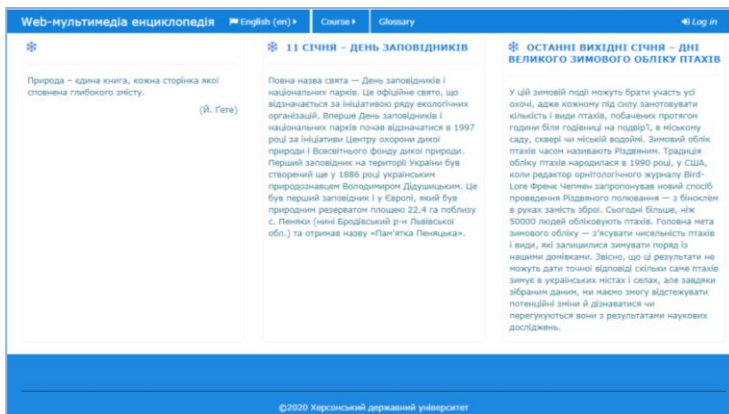 Web-мультимедіа енциклопедія English (en) Course Glossary Log in
Природа – єдина книга, кожна сторінка якої
сповнена глибокого змісту.
(Й. Гете)
11 СІЧНЯ – ДЕНЬ ЗАПОВІДНИКІВ
Повна назва свята — День заповідників і
національних парків. Це офіційне свято, що
відзначається за ініціативою ряду екологічних
організацій. Вперше День заповідників і
національних парків почав відзначатися в 1997
році за ініціативи Центру охорони дикої
природи і Всесвітнього фонду дикої природи.
Перший заповідник на території України був
створений ще у 1886 році українським
природознавцем Володимиром Дідушицьким. Це
був перший заповідник і у Європі, який був
природним резерватом площею 22,4 га поблизу
с. Пеняки (нині Бродівський р-н Львівської
обл.) та отримав назву «Пам'ятка Пеняцька».
ОСТАННІ ВИХІДНІ СІЧНЯ – ДНІ
ВЕЛИКОГО ЗИМОВОГО ОБЛІКУ ПТАХІВ
У цій зимовій події можуть брати участь усі
охочі, адже кожному під силу занотовувати
кількість і види птахів, побачених протягом
години біля годівниці на подвір'ї, в міському
саду, сквері чи міській водоймі. Зимовий облік
птахів часом називають Різдвяним. Традиція
обліку птахів народилася в 1990 році, у США,
коли редактор орнітологічного журналу Bird-
Lore Френк Чепмен запропонував новий спосіб
проведення Різдвяного полювання — з біноклем
в руках замість зброї. Сьогодні більше, ніж
50000 людей обліковують птахів. Головна мета
зимового обліку — з'ясувати чисельність птахів
і види, які залишилися зимувати поряд із
нашими домівками. Звісно, що ці результати не
можуть дати точної відповіді скільки саме птахів
зимує в українських містах і селах, але завдяки
зібраним даним, ми маємо змогу відстежувати
потенційні зміни й дізнаватися чи
перегукуються вони з результатами наукових
досліджень.
©2020 Херсонський державний університет